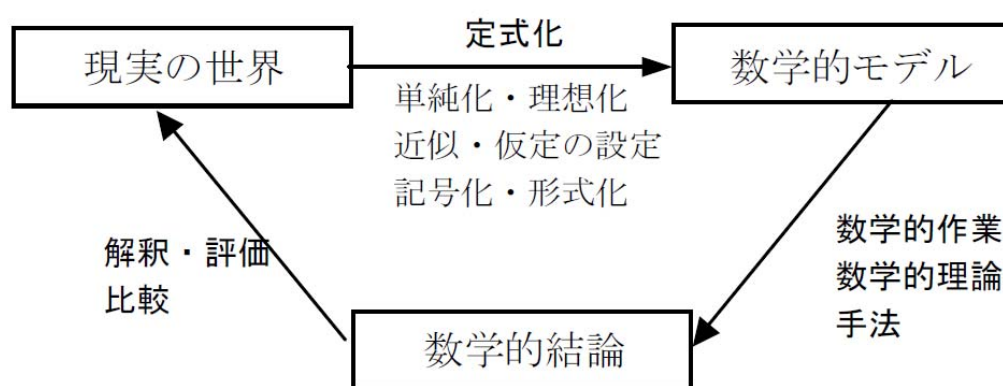 定式化
現実の世界
数学的モデル
単純化・理想化
近似・仮定の設定
記号化・形式化
解釈・評価
比較
数学的作業
数学的理論
手法
数学的結論